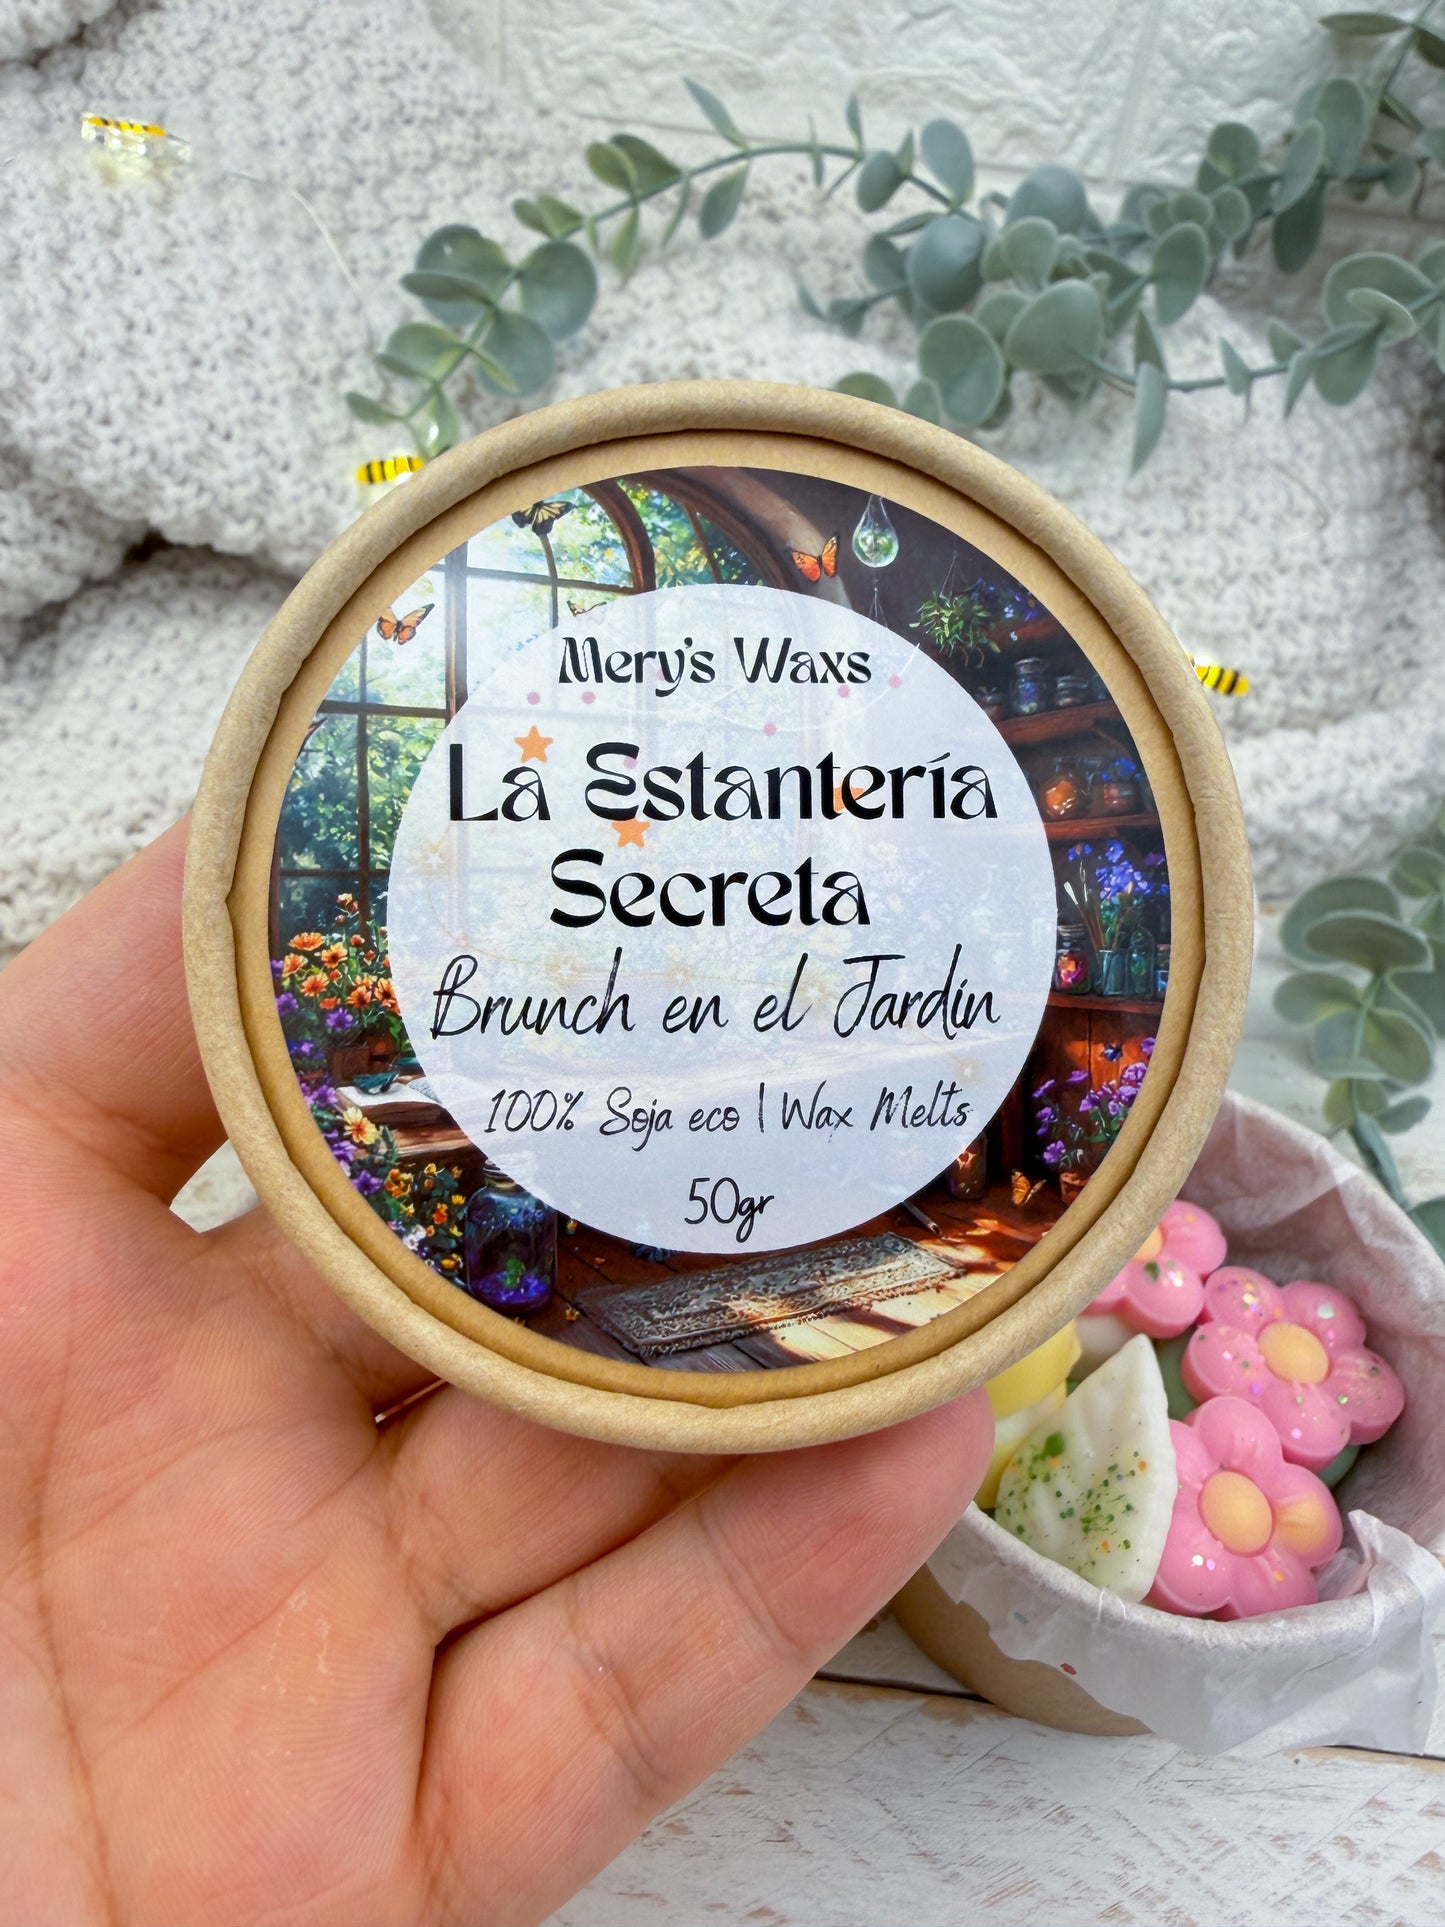 Mery's Waxs
La Estantería
Secreta
Brunch en el Jardín
100% Soja eco | Wax Melts
50gr